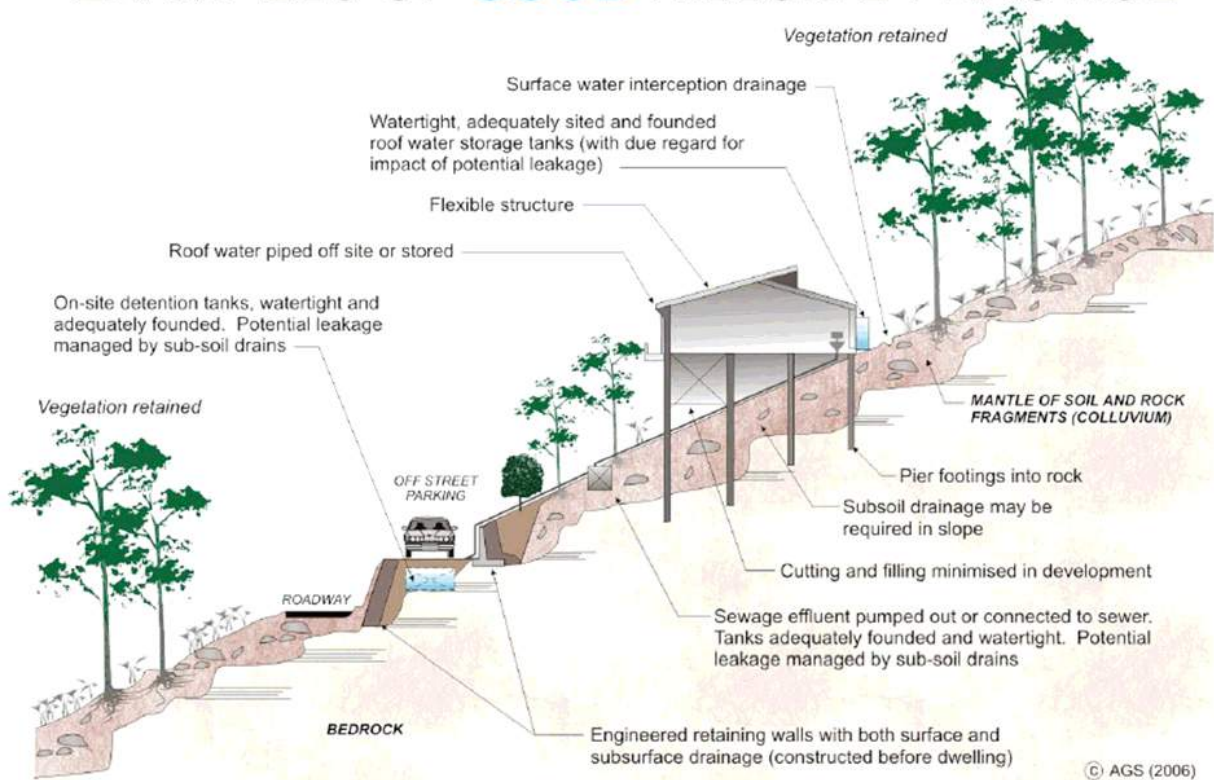 Vegetation retained
Surface water interception drainage
Watertight, adequately sited and founded
roof water storage tanks (with due regard for
impact of potential leakage)
Flexible structure
Roof water piped off site or stored
On-site detention tanks, watertight and
adequately founded. Potential leakage
managed by sub-soil drains
Vegetation retained
MANTLE OF SOIL AND ROCK
FRAGMENTS (COLLUVIUM)
OFF STREET
PARKING
Pier footings into rock
Subsoil drainage may be
required in slope
Cutting and filling minimised in development
ROADWAY
Sewage effluent pumped out or connected to sewer.
Tanks adequately founded and watertight. Potential
leakage managed by sub-soil drains
BEDROCK
Engineered retaining walls with both surface and
subsurface drainage (constructed before dwelling)
© AGS (2006)